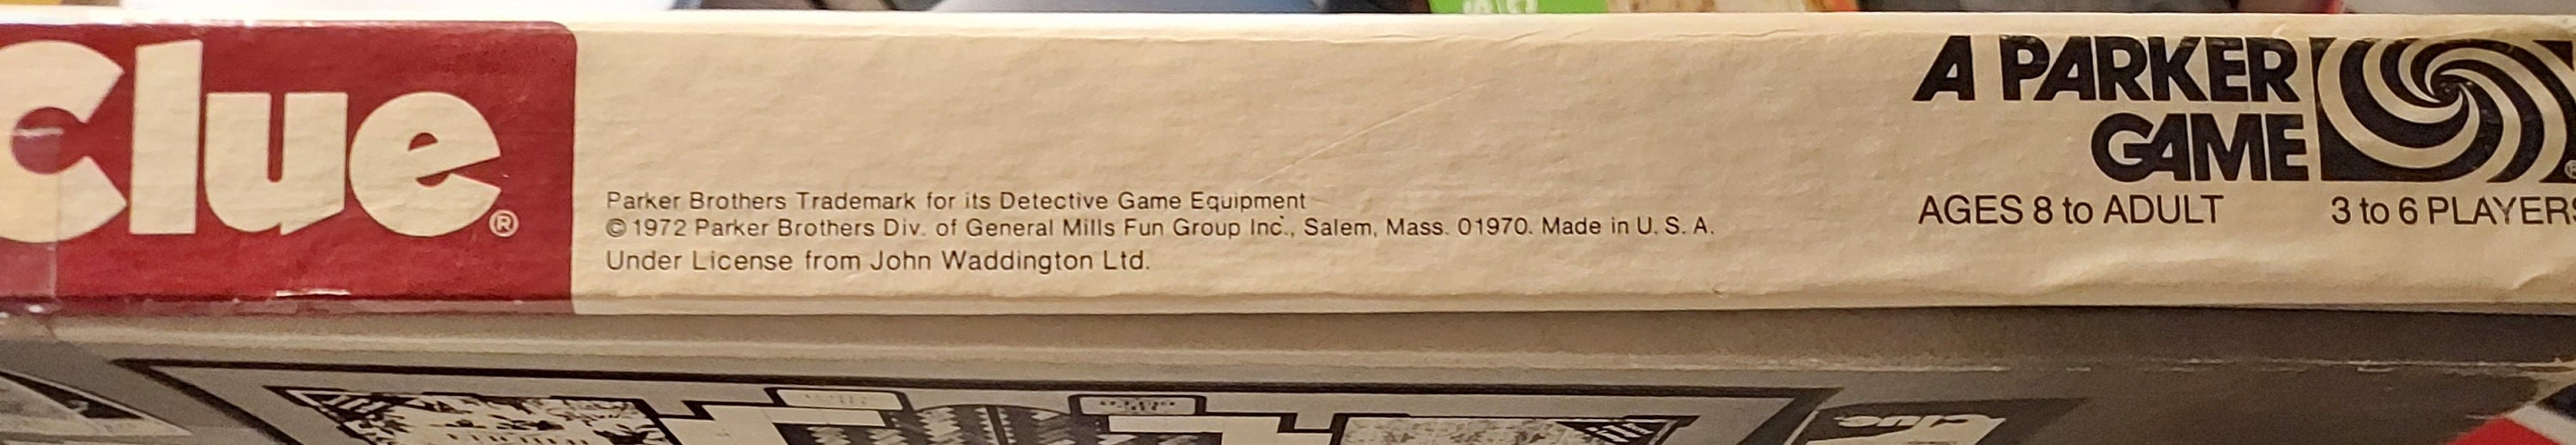 Clue®
Parker Brothers Trademark for its Detective Game Equipment
© 1972 Parker Brothers Div. of General Mills Fun Group Inc., Salem, Mass. 01970. Made in U. S. A.
Under License from John Waddington Ltd.
A PARKER
GAME
AGES 8 to ADULT 3 to 6 PLAYERS
Clue